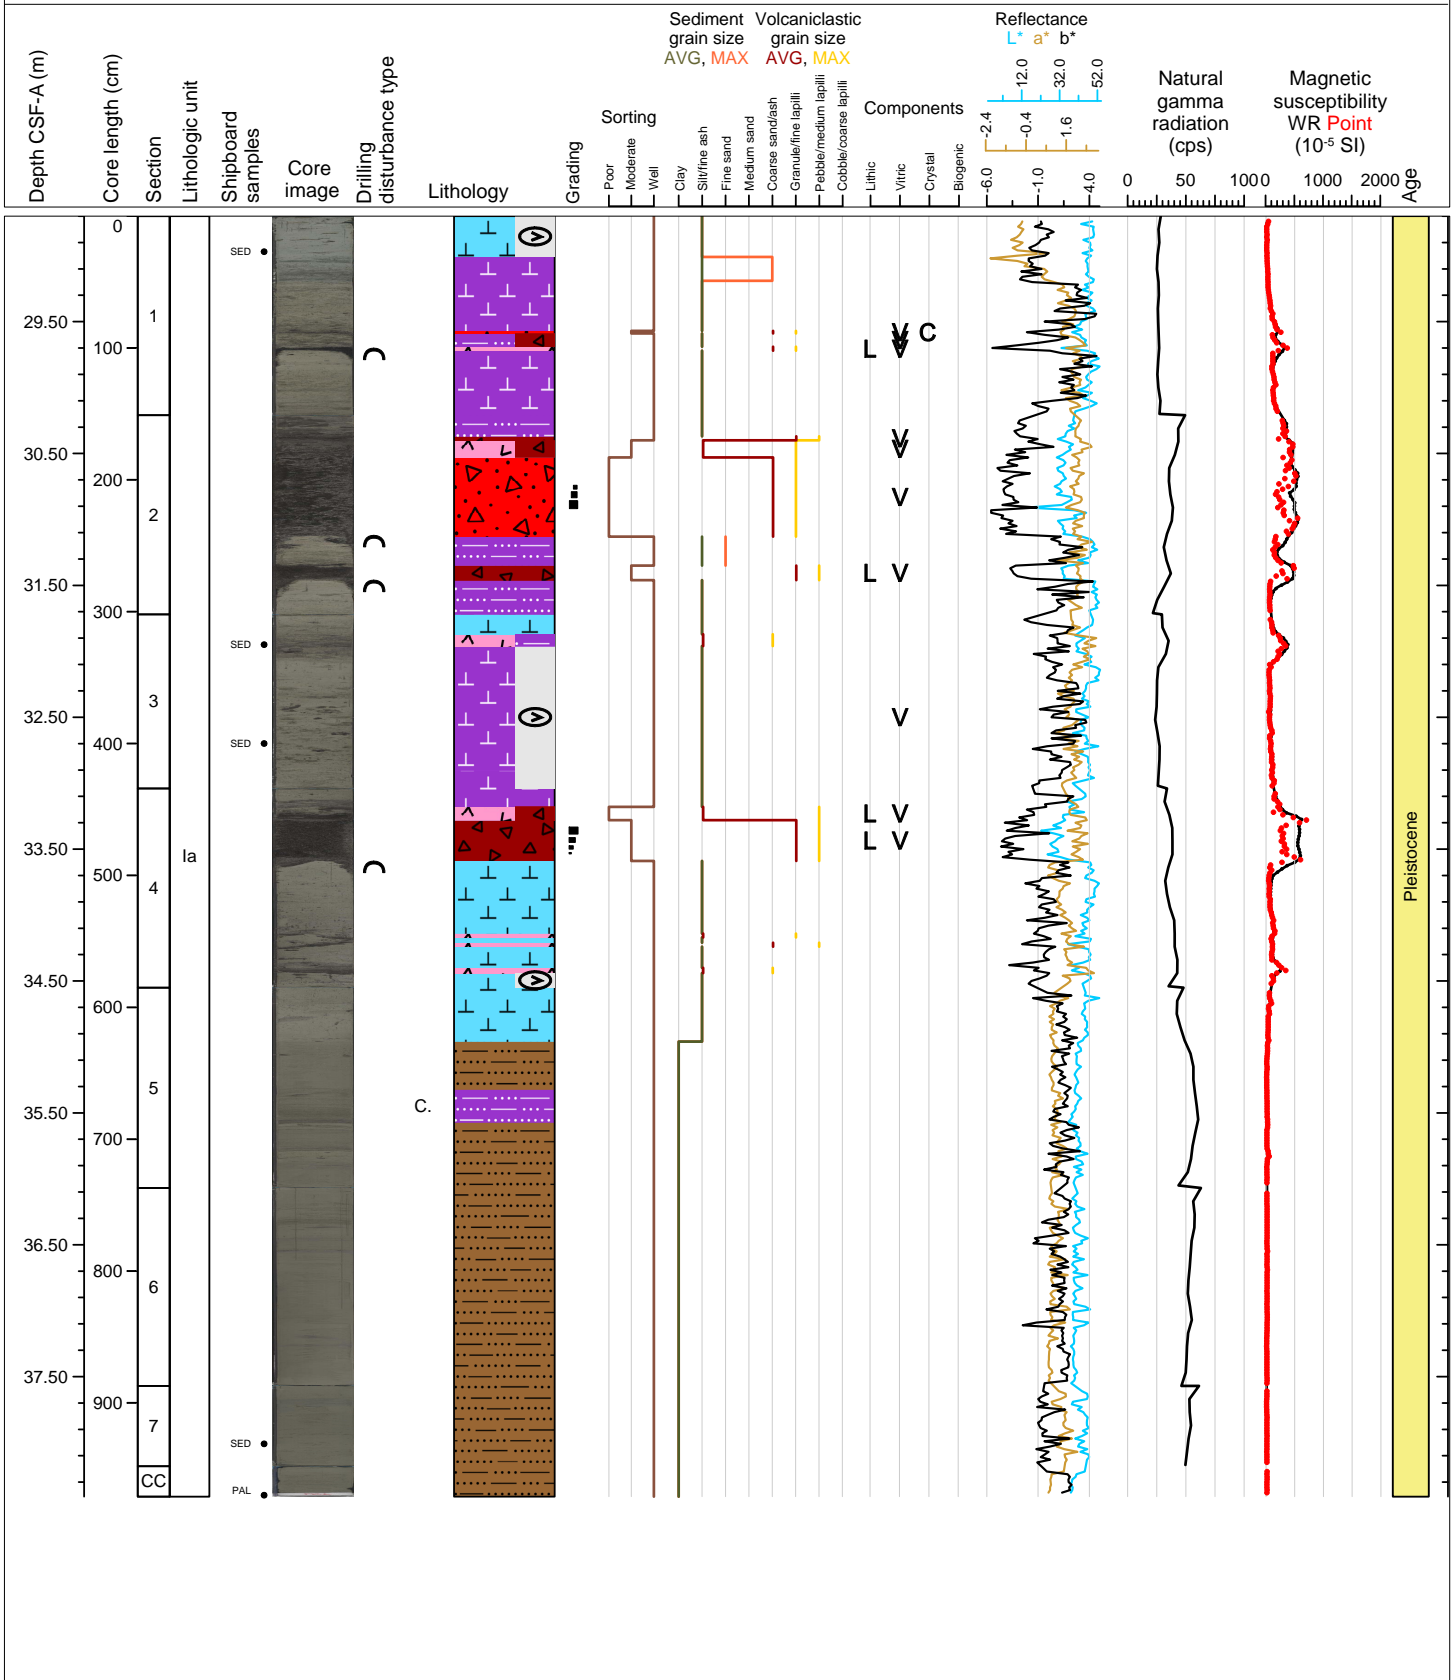 Depth CSF-A (m)
Core length (cm)
Section
Lithologic unit
Shipboard
samples
Core
image
Drilling
disturbance type
Lithology
Grading
Sorting
Poor
Moderate
Well
Sediment
grain size
AVG, MAX
Volcaniclastic
grain size
AVG, MAX
Clay
Silt/fine ash
Fine sand
Medium sand
Coarse sand/ash
Granule/fine lapilli
Pebble/medium lapilli
Cobble/coarse lapilli
Components
Lithic
Vitric
Crystal
Biogenic
Reflectance
L* a* b*
12.0 32.0 52.0
-2.4 -0.4 1.6
-6.0 -1.0 4.0
Natural
gamma
radiation
(cps)
0 50 100
Magnetic
susceptibility
WR Point
(10-5 SI)
0 1000 2000
Age
0
SED
29.50
1
V C
100
L V
V
30.50
V
200
V
2
31.50
L V
300
SED
3
32.50
V
400
SED
L V
33.50
Ia
L V
500
4
Pleistocene
34.50
600
5
35.50
C.
700
36.50
800
6
37.50
900
7
SED
CC
PAL